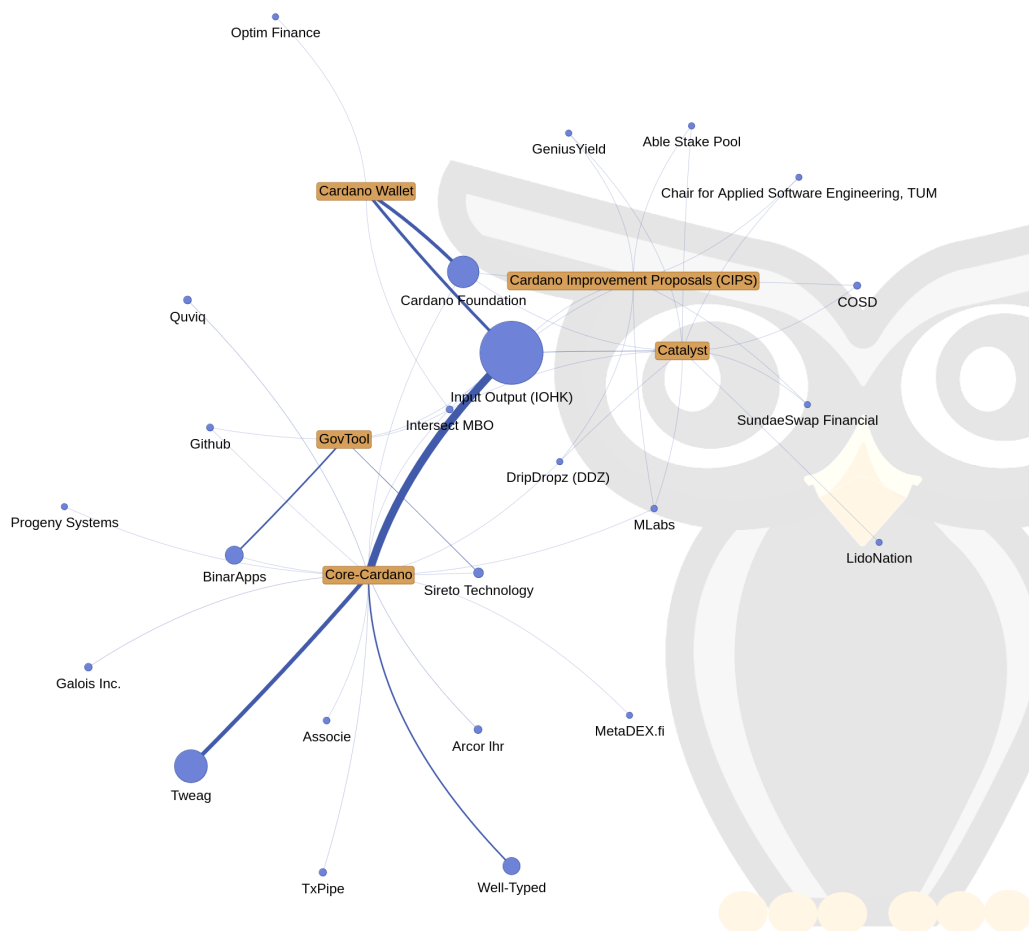 Optim Finance
Able Stake Pool
GeniusYield
Cardano Wallet
Chair for Applied Software Engineering, TUM
Cardano Improvement Proposals (CIPS)
Cardano Foundation
COSD
Quviq
Catalyst
Input Output (IOHK)
SundaeSwap Financial
Intersect MBO
GovTool
Github
DripDropz (DDZ)
Progeny Systems
MLabs
LidoNation
BinarApps
Core-Cardano
Sireto Technology
Galois Inc.
Associe
Arcor lhr
MetaDEX.fi
Tweag
TxPipe
Well-Typed